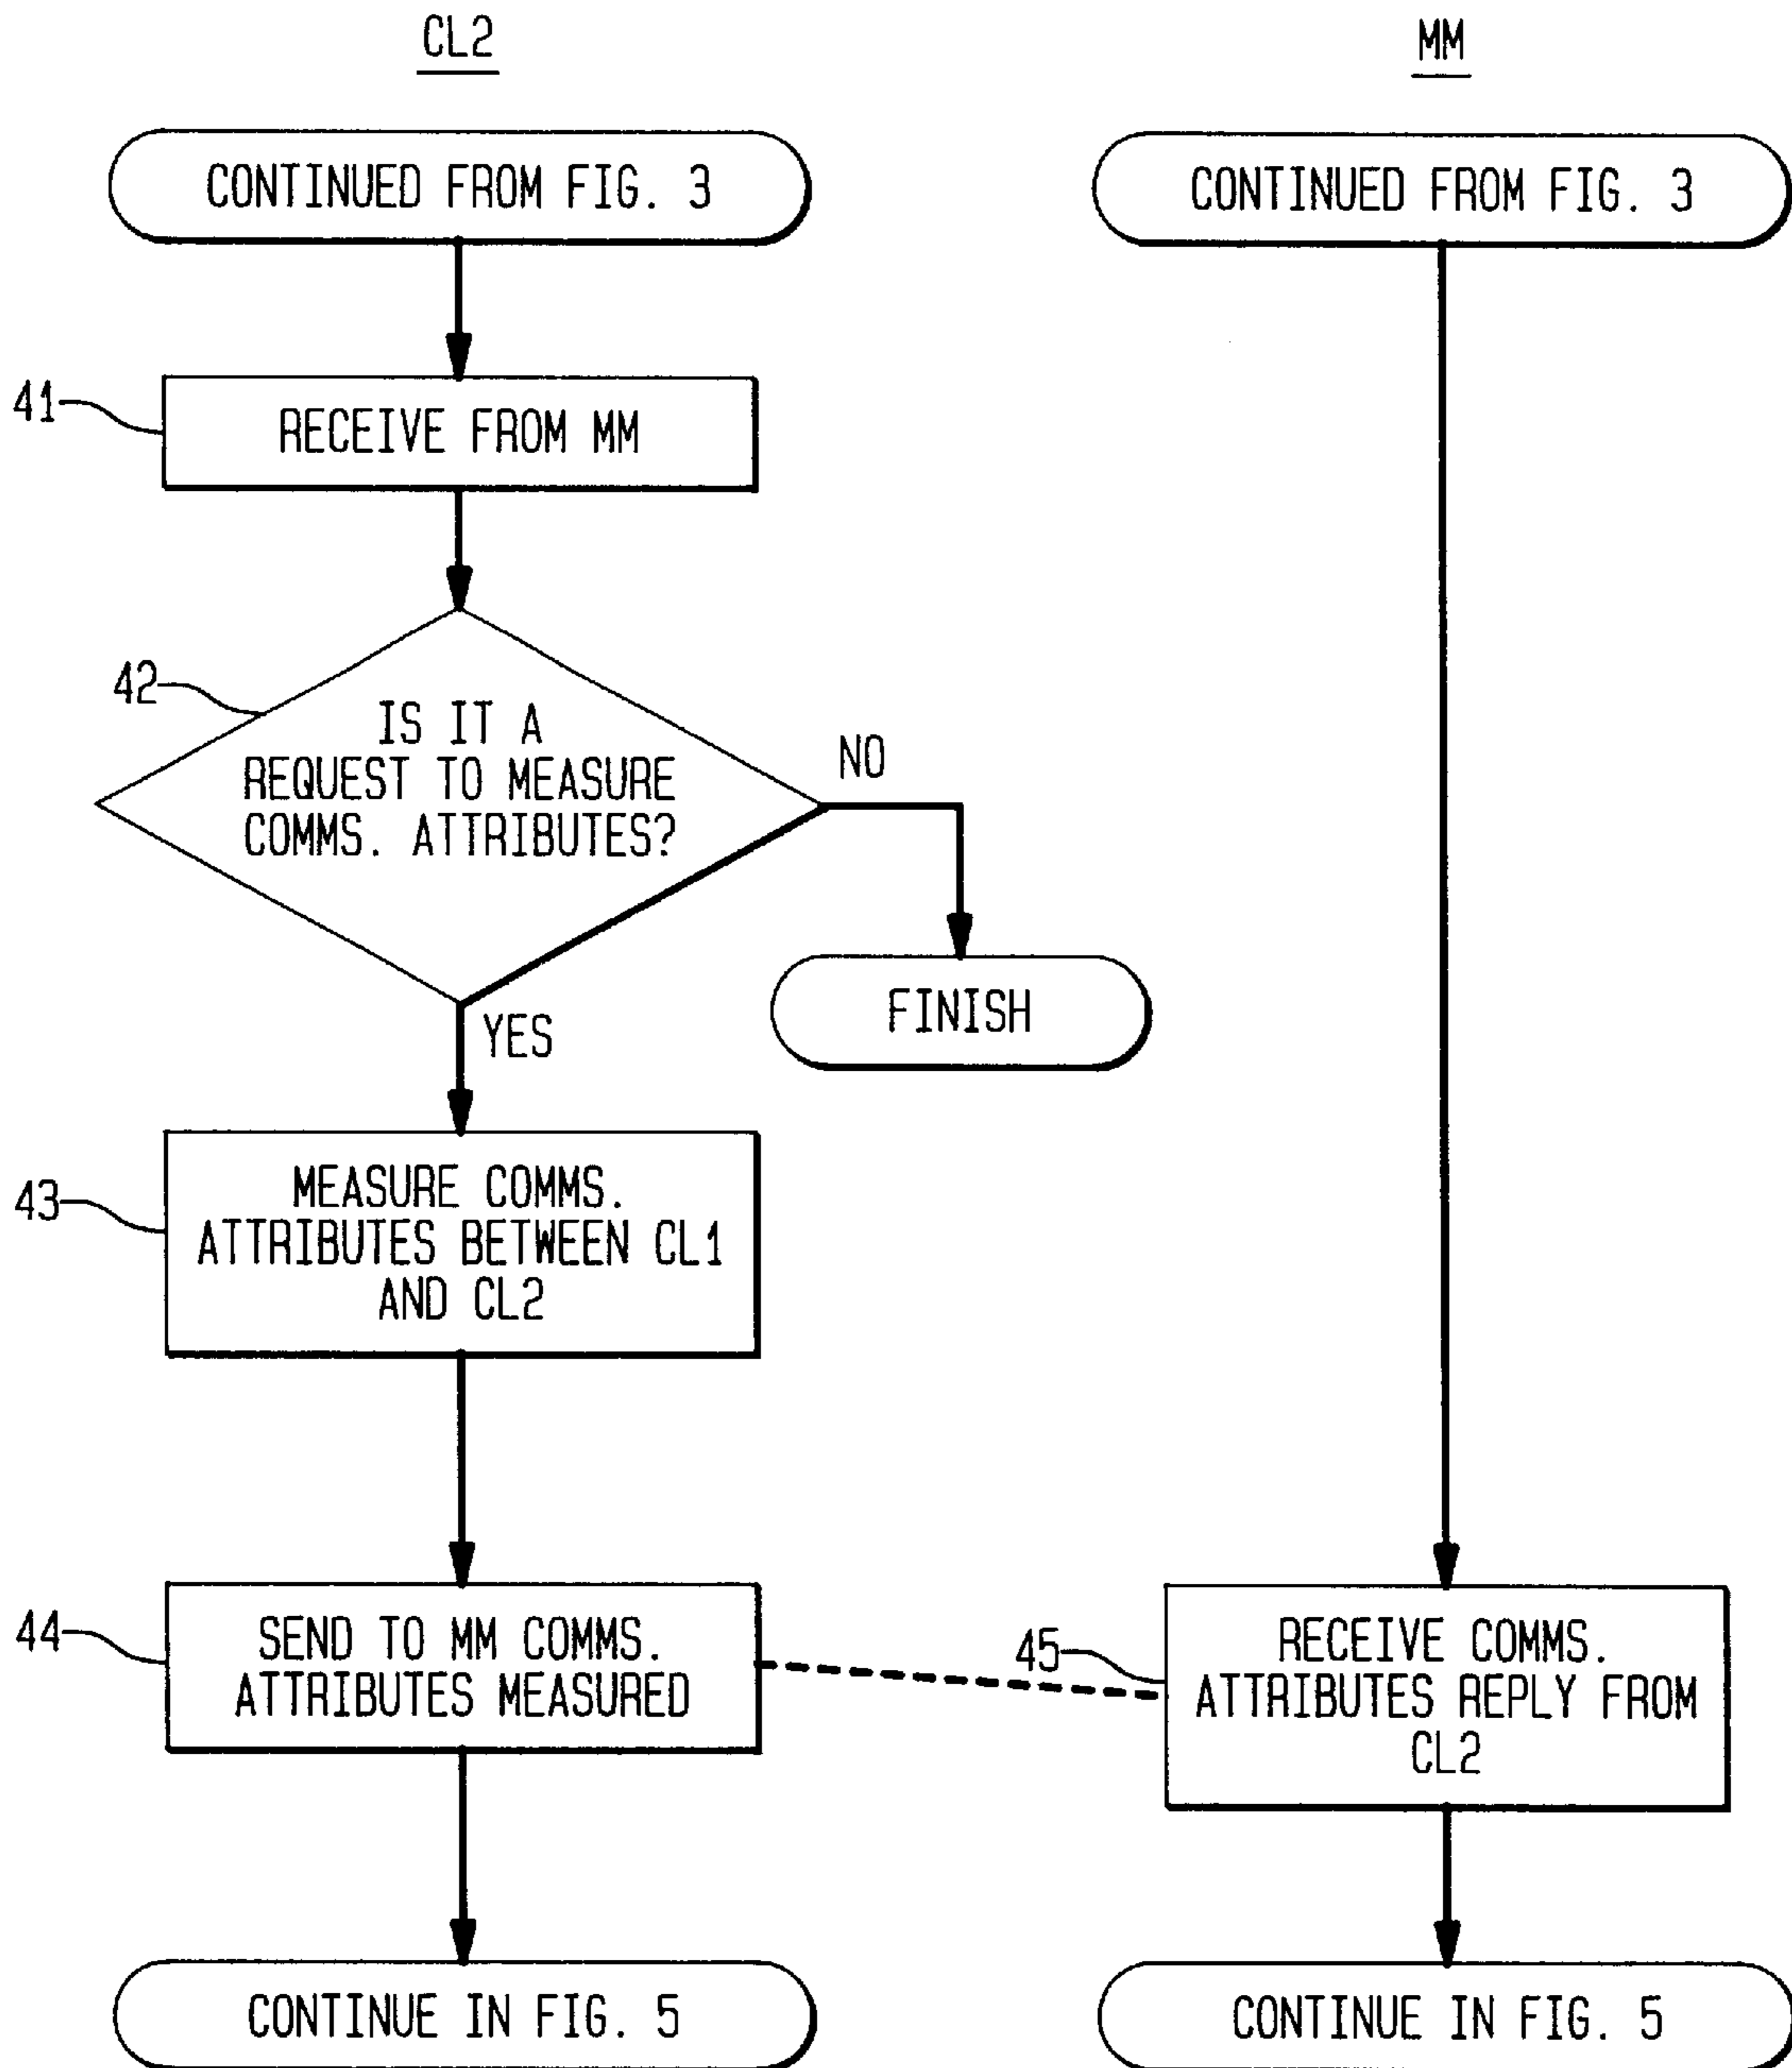 CL2
MM
CONTINUED FROM FIG. 3
CONTINUED FROM FIG. 3
41
RECEIVE FROM MM
42
IS IT A
REQUEST TO MEASURE
COMMS. ATTRIBUTES?
NO
FINISH
YES
43
MEASURE COMMS.
ATTRIBUTES BETWEEN CL1
AND CL2
44
SEND TO MM COMMS.
ATTRIBUTES MEASURED
45
RECEIVE COMMS.
ATTRIBUTES REPLY FROM
CL2
CONTINUE IN FIG. 5
CONTINUE IN FIG. 5